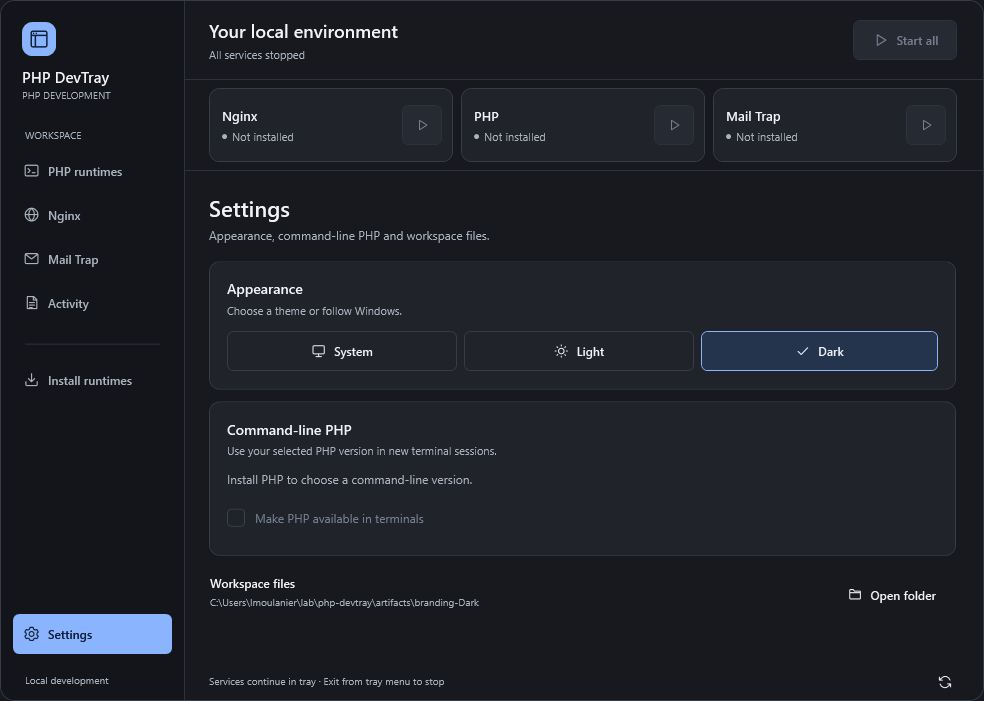 PHP DevTray
PHP DEVELOPMENT
WORKSPACE
PHP runtimes
Nginx
Mail Trap
Activity
Install runtimes
Settings
Local development
Your local environment
All services stopped
Start all
Nginx
Not installed
PHP
Not installed
Mail Trap
Not installed
Settings
Appearance, command-line PHP and workspace files.
Appearance
Choose a theme or follow Windows.
System
Light
Dark
Command-line PHP
Use your selected PHP version in new terminal sessions.
Install PHP to choose a command-line version.
Make PHP available in terminals
Workspace files
C:\Users\lmoulanier\lab\php-devtray\artifacts\branding-Dark
Open folder
Services continue in tray · Exit from tray menu to stop